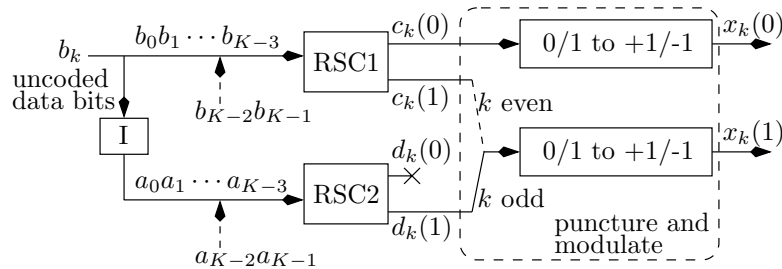 b_k
b_0b_1 ⋯ b_{K−3}
b_{K−2}b_{K−1}
uncoded
data bits
I
RSC1
c_k(0)
c_k(1)
0/1 to +1/-1
x_k(0)
k even
a_0a_1 ⋯ a_{K−3}
a_{K−2}a_{K−1}
RSC2
d_k(0)
d_k(1)
k odd
0/1 to +1/-1
x_k(1)
puncture and
modulate